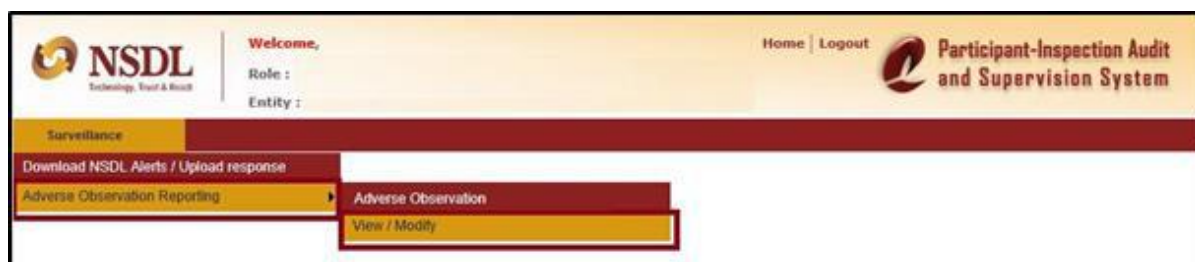 NSDL
Technology, Trust & Reach
Welcome,
Role :
Entity :
Home | Logout
Participant-Inspection Audit
and Supervision System
Surveillance
Download NSDL Alerts / Upload response
Adverse Observation Reporting
Adverse Observation
View / Modify